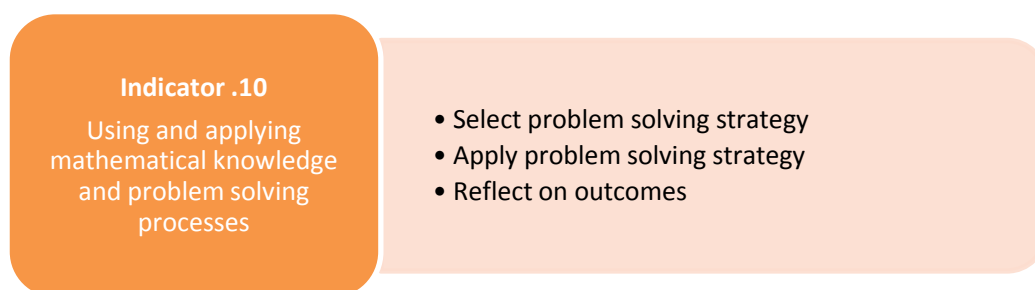 Indicator .10
Using and applying
mathematical knowledge
and problem solving
processes
• Select problem solving strategy
• Apply problem solving strategy
• Reflect on outcomes